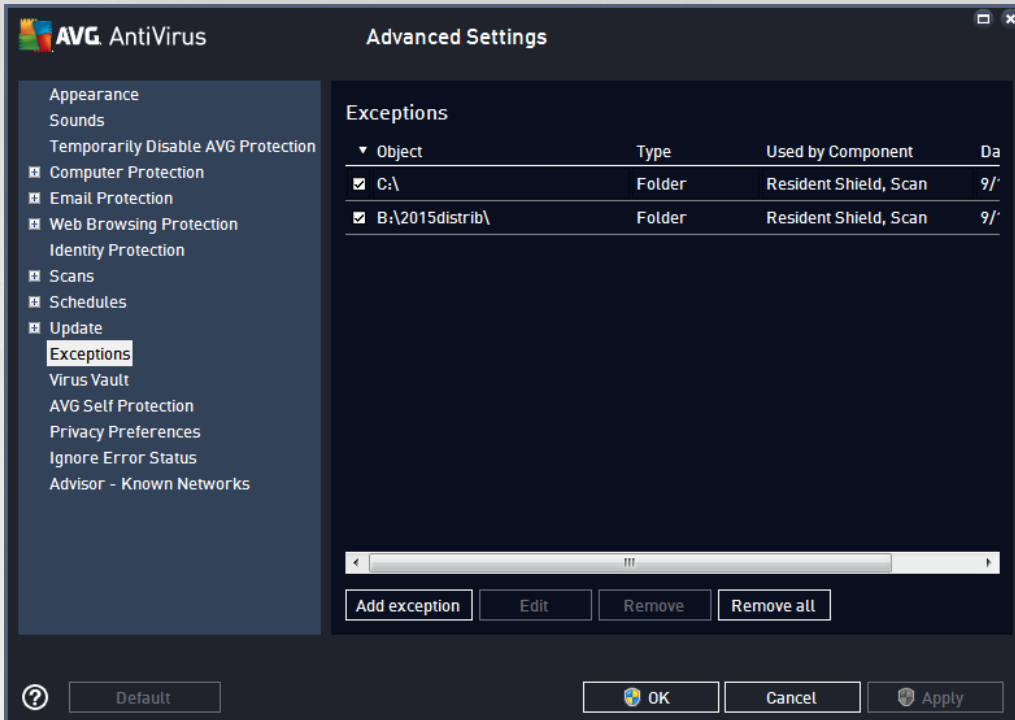 AVG AntiVirus
Advanced Settings
Appearance
Sounds
Temporarily Disable AVG Protection
Computer Protection
Email Protection
Web Browsing Protection
Identity Protection
Scans
Schedules
Update
Exceptions
Virus Vault
AVG Self Protection
Privacy Preferences
Ignore Error Status
Advisor - Known Networks
Exceptions
Object Type Used by Component Da
C:\ Folder Resident Shield, Scan 9/
B:\2015distrib\ Folder Resident Shield, Scan 9/
Add exception Edit Remove Remove all
Default OK Cancel Apply